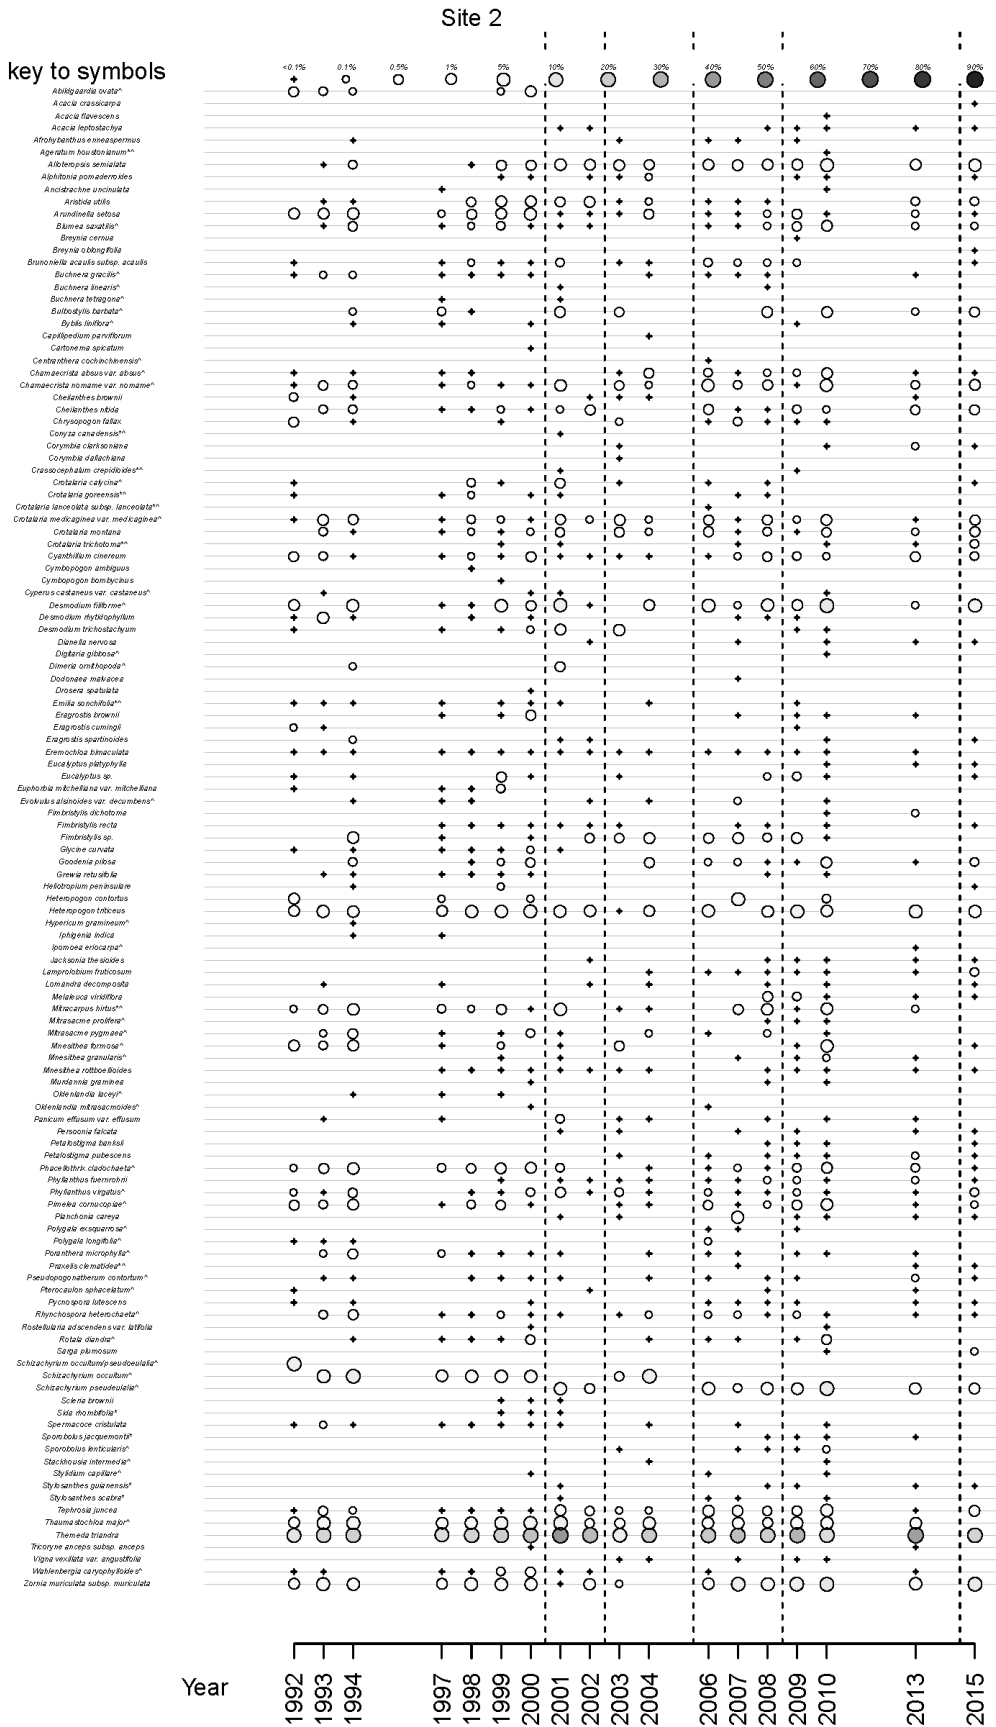 Site 2
key to symbols
<0.1% 0.1% 0.5% 1% 5% 10% 20% 30% 40% 50% 60% 70% 80% 90%
Abildgaardia ovata^
Acacia crassicarpa
Acacia flavescens
Acacia leptostachya
Afrohybanthus enneaspermus
Ageratum houstonianum*^
Alloteropsis semialata
Alphitonia pomaderroides
Ancistrachne uncinulata
Aristida utilis
Arundinella setosa
Blumea saxatilis^
Breynia cernua
Breynia oblongifolia
Brunoniella acaulis subsp. acaulis
Buchnera gracilis^
Buchnera linearis^
Buchnera tetragona^
Bulbostylis barbata^
Byblis liniflora^
Capillipedium parviflorum
Cartonema spicatum
Centranthera cochinchinensis^
Chamaecrista absus var. absus^
Chamaecrista nomame var. nomame^
Cheilanthes brownii
Cheilanthes nitida
Chrysopogon fallax
Conyza canadensis*^
Corymbia clarksoniana
Corymbia dallachiana
Crassocephalum crepidioides*^
Crotalaria calycina^
Crotalaria goreensis*^
Crotalaria lanceolata subsp. lanceolata*^
Crotalaria medicaginea var. medicaginea^
Crotalaria montana
Crotalaria trichotoma*^
Cyanthillium cinereum
Cymbopogon ambiguus
Cymbopogon bombycinus
Cyperus castaneus var. castaneus^
Desmodium filiforme^
Desmodium rhytidophyllum
Desmodium trichostachyum
Dianella nervosa
Digitaria gibbosa^
Dimeria ornithopoda^
Dodonaea malvacea
Drosera spatulata
Emilia sonchifolia*^
Eragrostis brownii
Eragrostis cumingii
Eragrostis spartinoides
Eremochloa bimaculata
Eucalyptus platyphylla
Eucalyptus sp.
Euphorbia mitchelliana var. mitchelliana
Evolvulus alsinoides var. decumbens^
Fimbristylis dichotoma
Fimbristylis recta
Fimbristylis sp.
Glycine curvata
Goodenia pilosa
Grewia retusifolia
Heliotropium peninsulare
Heteropogon contortus
Heteropogon triticeus
Hypericum gramineum^
Iphigenia indica
Ipomoea eriocarpa^
Jacksonia thesioides
Lamprolobium fruticosum
Lomandra decomposita
Melaleuca viridiflora
Mitracarpus hirtus*^
Mitrasacme prolifera^
Mitrasacme pygmaea^
Mnesithea formosa^
Mnesithea granularis^
Mnesithea rottboellioides
Murdannia graminea
Oldenlandia laceyi^
Oldenlandia mitrasacmoides^
Panicum effusum var. effusum
Persoonia falcata
Petalostigma banksii
Petalostigma pubescens
Phacellothrix cladochaeta^
Phyllanthus fuernrohrii
Phyllanthus virgatus^
Pimelea cornucopiae^
Planchonia careya
Polygala exsquarrosa^
Polygala longifolia^
Poranthera microphylla^
Praxelis clematidea*^
Pseudopogonatherum contortum^
Pterocaulon sphacelatum^
Pycnospora lutescens
Rhynchospora heterochaeta^
Rostellularia adscendens var. latifolia
Rotala diandra^
Sarga plumosum
Schizachyrium occultum/pseudoeulalia^
Schizachyrium occultum^
Schizachyrium pseudeulalia^
Scleria brownii
Sida rhombifolia*
Spermacoce cristulata
Sporobolus jacquemontii*
Sporobolus lenticularis^
Stackhousia intermedia^
Stylidium capillare^
Stylosanthes guianensis*
Stylosanthes scabra*
Tephrosia juncea
Thaumastochloa major^
Themeda triandra
Tricoryne anceps subsp. anceps
Vigna vexillata var. angustifolia
Wahlenbergia caryophylloides^
Zornia muriculata subsp. muriculata
Year 1992 1993 1994 1997 1998 1999 2000 2001 2002 2003 2004 2006 2007 2008 2009 2010 2013 2015